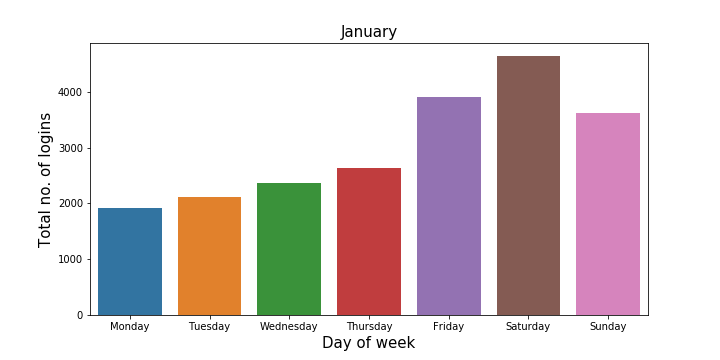 January
Total no. of logins
4000
3000
2000
1000
0
Monday Tuesday Wednesday Thursday Friday Saturday Sunday
Day of week